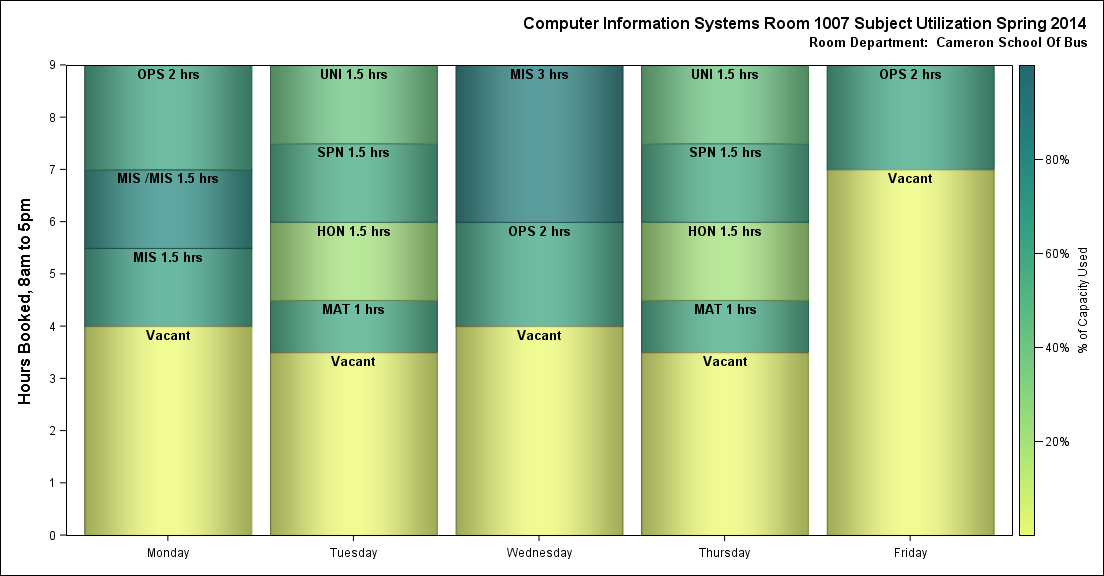 Computer Information Systems Room 1007 Subject Utilization Spring 2014
Room Department:  Cameron School Of Bus
Hours Booked, 8am to 5pm
9
8
7
6
5
4
3
2
1
0
OPS 2 hrs
MIS /MIS 1.5 hrs
MIS 1.5 hrs
Vacant
UNI 1.5 hrs
SPN 1.5 hrs
HON 1.5 hrs
MAT 1 hrs
Vacant
MIS 3 hrs
OPS 2 hrs
Vacant
UNI 1.5 hrs
SPN 1.5 hrs
HON 1.5 hrs
MAT 1 hrs
Vacant
OPS 2 hrs
Vacant
Monday
Tuesday
Wednesday
Thursday
Friday
80%
60%
40%
20%
% of Capacity Used